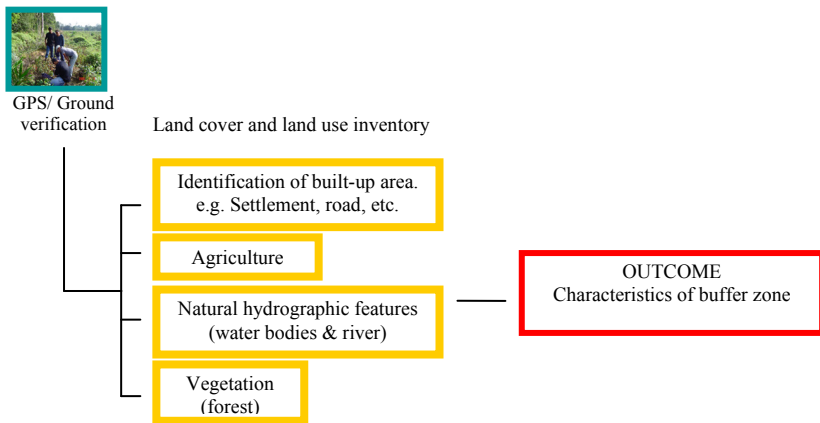 GPS/ Ground
verification
Land cover and land use inventory
Identification of built-up area.
e.g. Settlement, road, etc.
Agriculture
Natural hydrographic features
(water bodies & river)
Vegetation
(forest)
OUTCOME
Characteristics of buffer zone